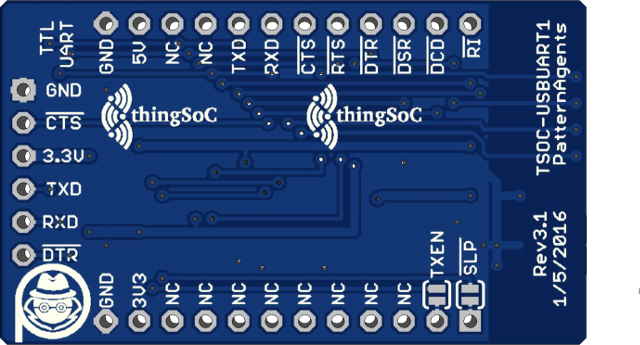 TTL
UART
GND
5V
NC
NC
TXD
RXD
CTS
RTS
DTR
DSR
DCD
RI
GND
CTS
3.3V
TXD
RXD
DTR
thingSoC
thingSoC
TSOC-USBUART1
PatternAgents
Rev3.1
1/5/2016
GND
3V3
NC
NC
NC
NC
NC
NC
NC
NC
TXEN
SLP